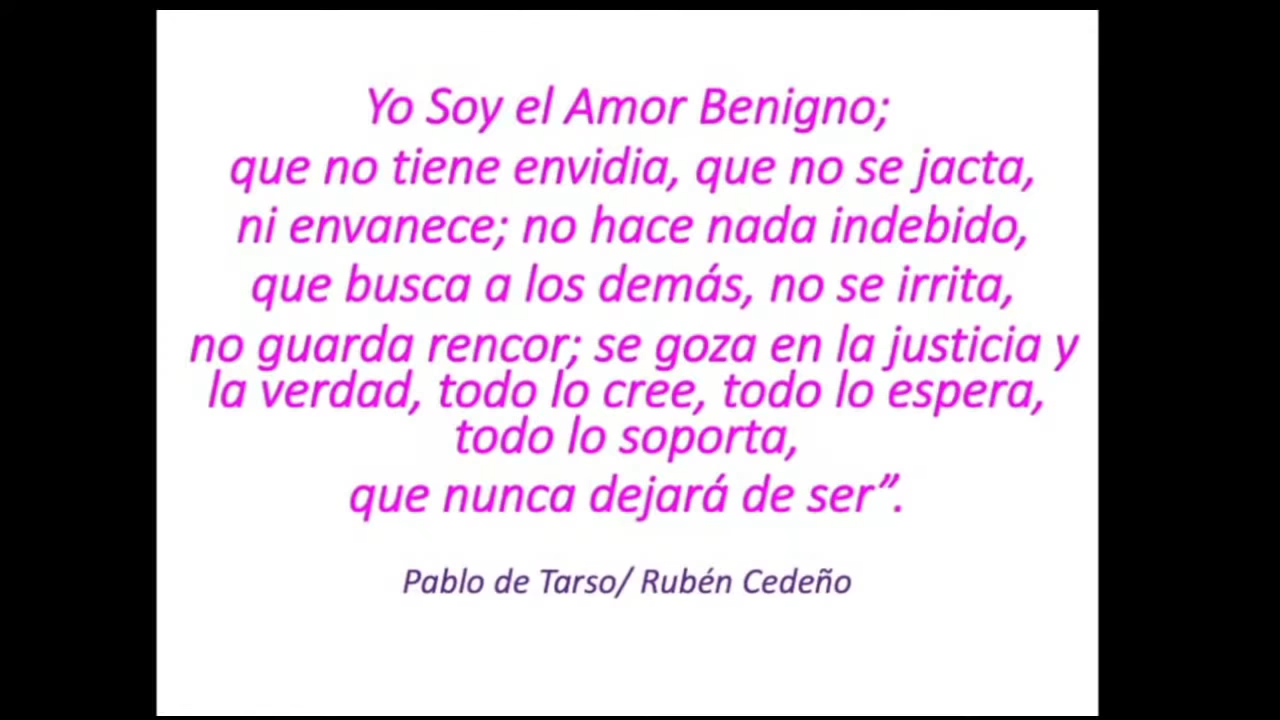 Yo Soy el Amor Benigno;
que no tiene envidia, que no se jacta,
ni envanece; no hace nada indebido,
que busca a los demás, no se irrita,
no guarda rencor; se goza en la justicia y
la verdad, todo lo cree, todo lo espera,
todo lo soporta,
que nunca dejará de ser”.
Pablo de Tarso/ Rubén Cedeño